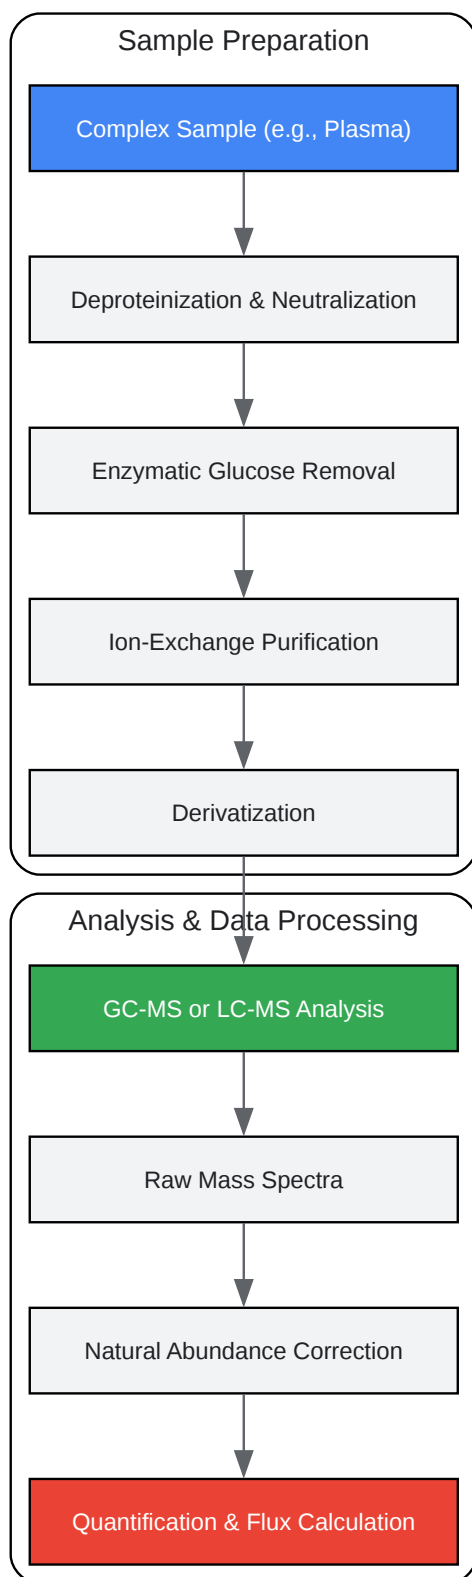 Sample Preparation
Complex Sample (e.g., Plasma)
Deproteinization & Neutralization
Enzymatic Glucose Removal
Ion-Exchange Purification
Derivatization
Analysis & Data Processing
GC-MS or LC-MS Analysis
Raw Mass Spectra
Natural Abundance Correction
Quantification & Flux Calculation